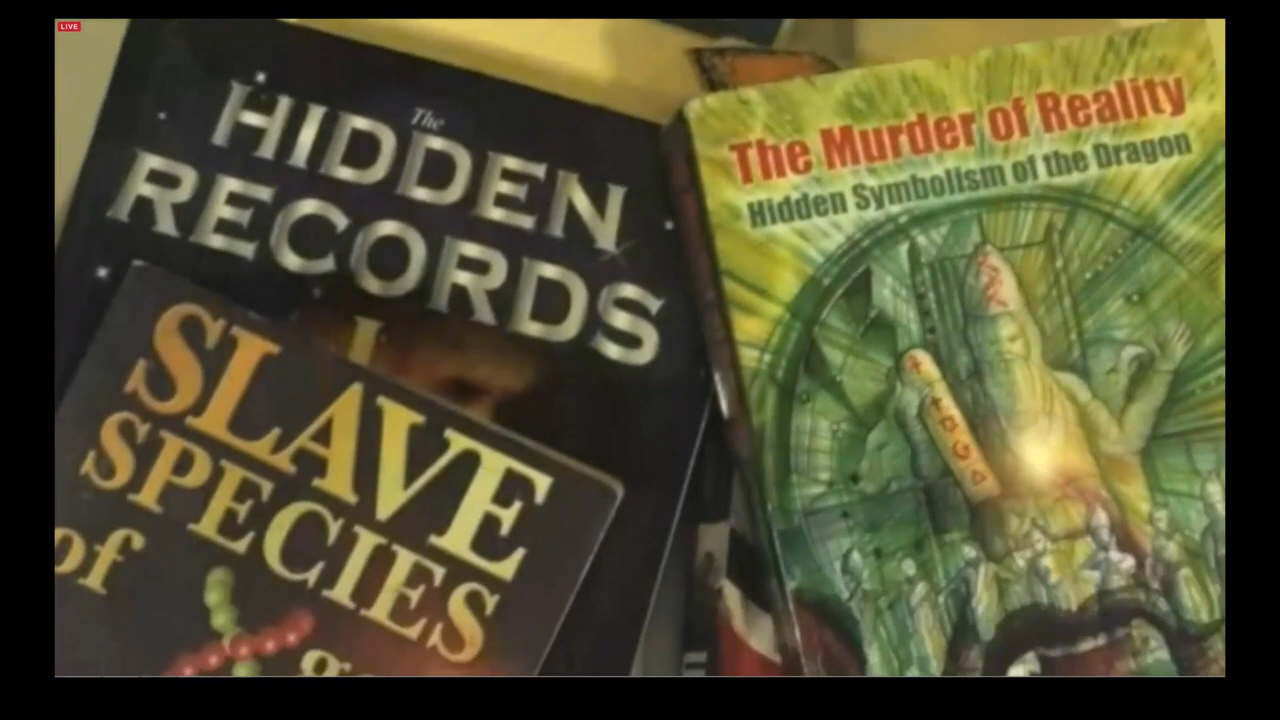 LIVE
The
HIDDEN
RECORDS
SLAVE
SPECIES
of
The Murder of Reality
Hidden Symbolism of the Dragon